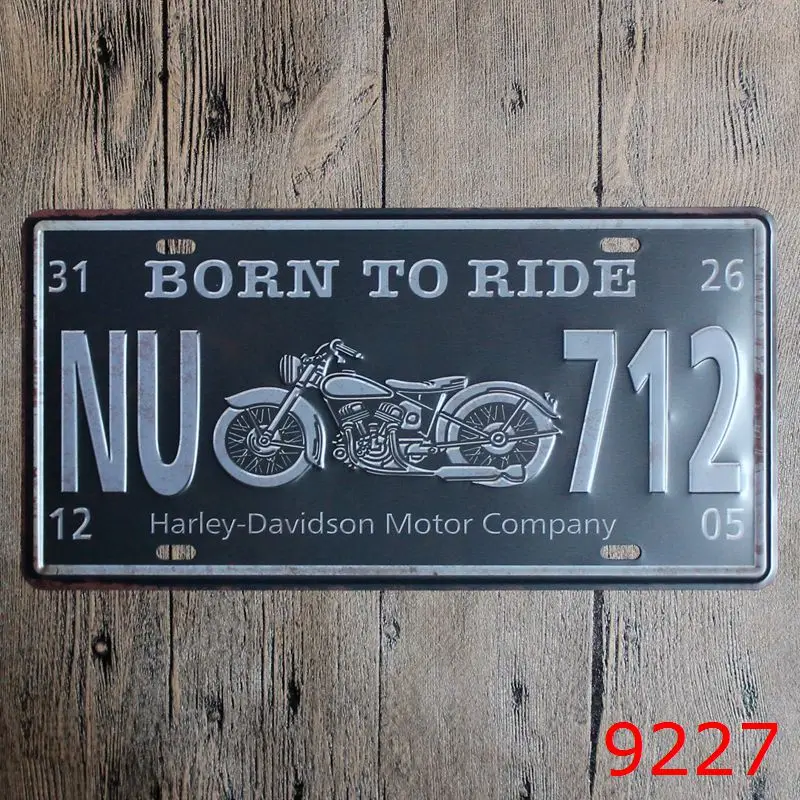 31 BORN TO RIDE 26
NU 712
12 Harley-Davidson Motor Company 05
9227